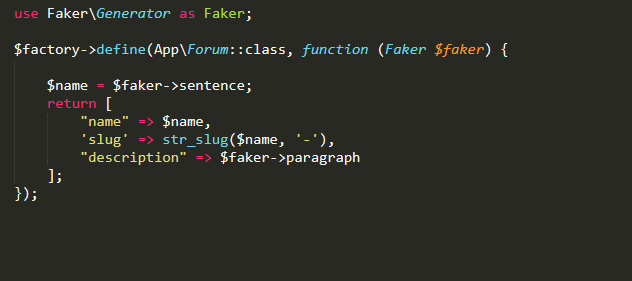 use Faker\Generator as Faker;
$factory->define(App\Forum::class, function (Faker $faker) {
$name = $faker->sentence;
return [
"name" => $name,
'slug' => str_slug($name, '-'),
"description" => $faker->paragraph
];
});